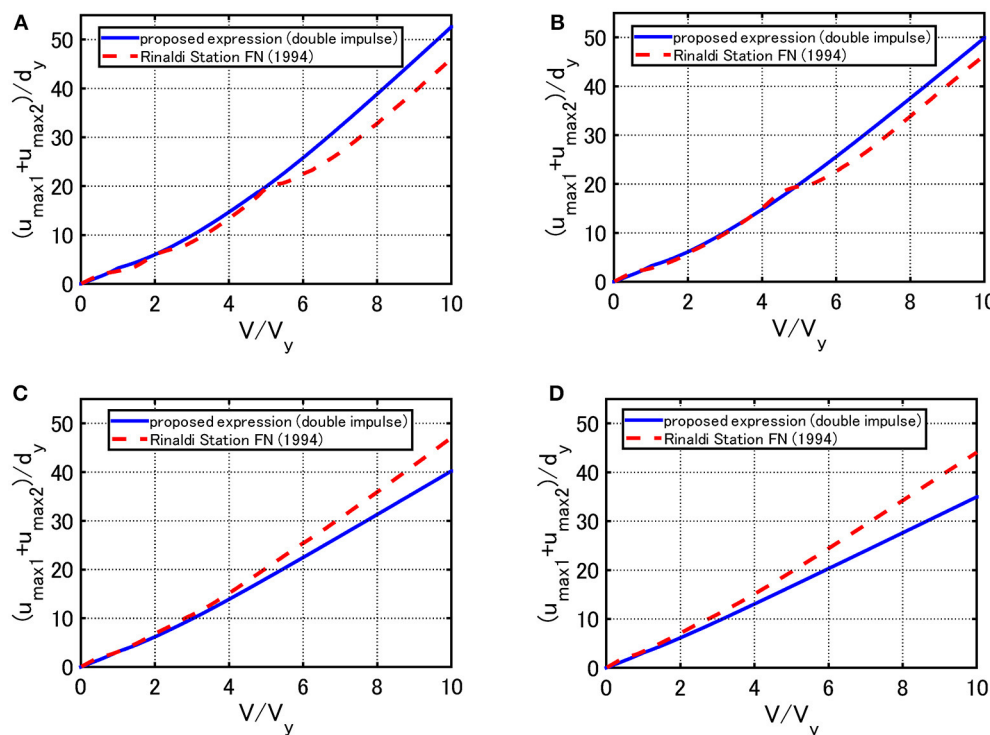 A
(u_max1+u_max2)/d_y
50
40
30
20
10
0
proposed expression (double impulse)
Rinaldi Station FN (1994)
0 2 4 6 8 10
V/V_y
B
(u_max1+u_max2)/d_y
50
40
30
20
10
0
proposed expression (double impulse)
Rinaldi Station FN (1994)
0 2 4 6 8 10
V/V_y
C
(u_max1+u_max2)/d_y
50
40
30
20
10
0
proposed expression (double impulse)
Rinaldi Station FN (1994)
0 2 4 6 8 10
V/V_y
D
(u_max1+u_max2)/d_y
50
40
30
20
10
0
proposed expression (double impulse)
Rinaldi Station FN (1994)
0 2 4 6 8 10
V/V_y